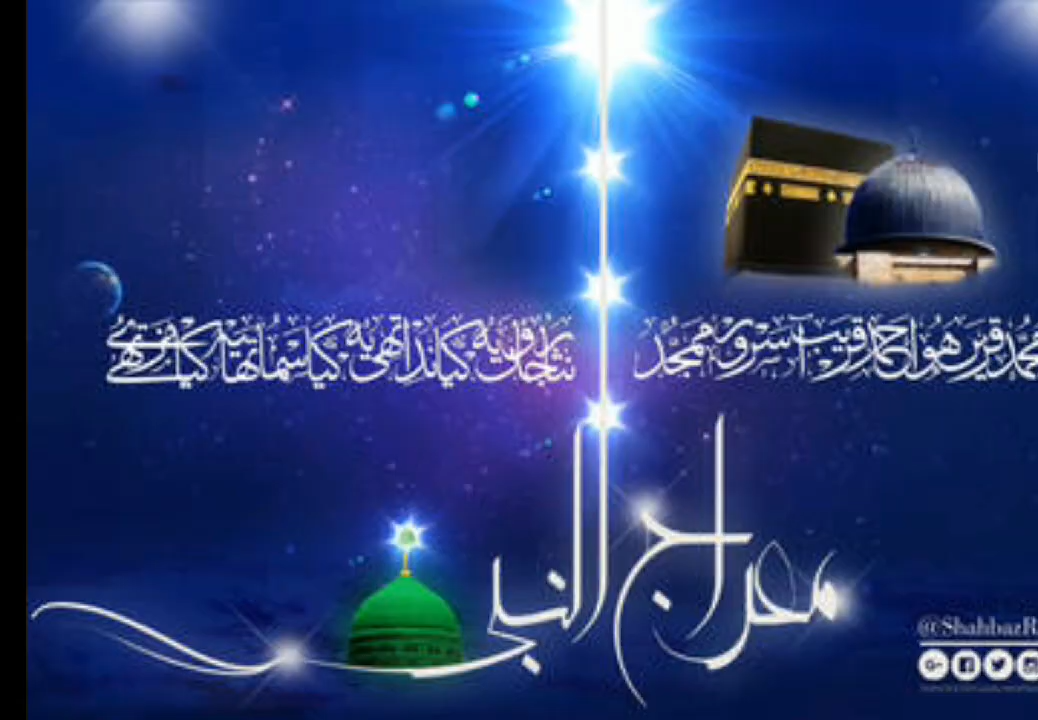 محمد قریں ہو احمد قریب آ سرور ممجد نثار جاؤں یہ کیا ندا تھی یہ کیا سماں تھا یہ کیا مزے تھے
معراج النبی
@ShahbazR